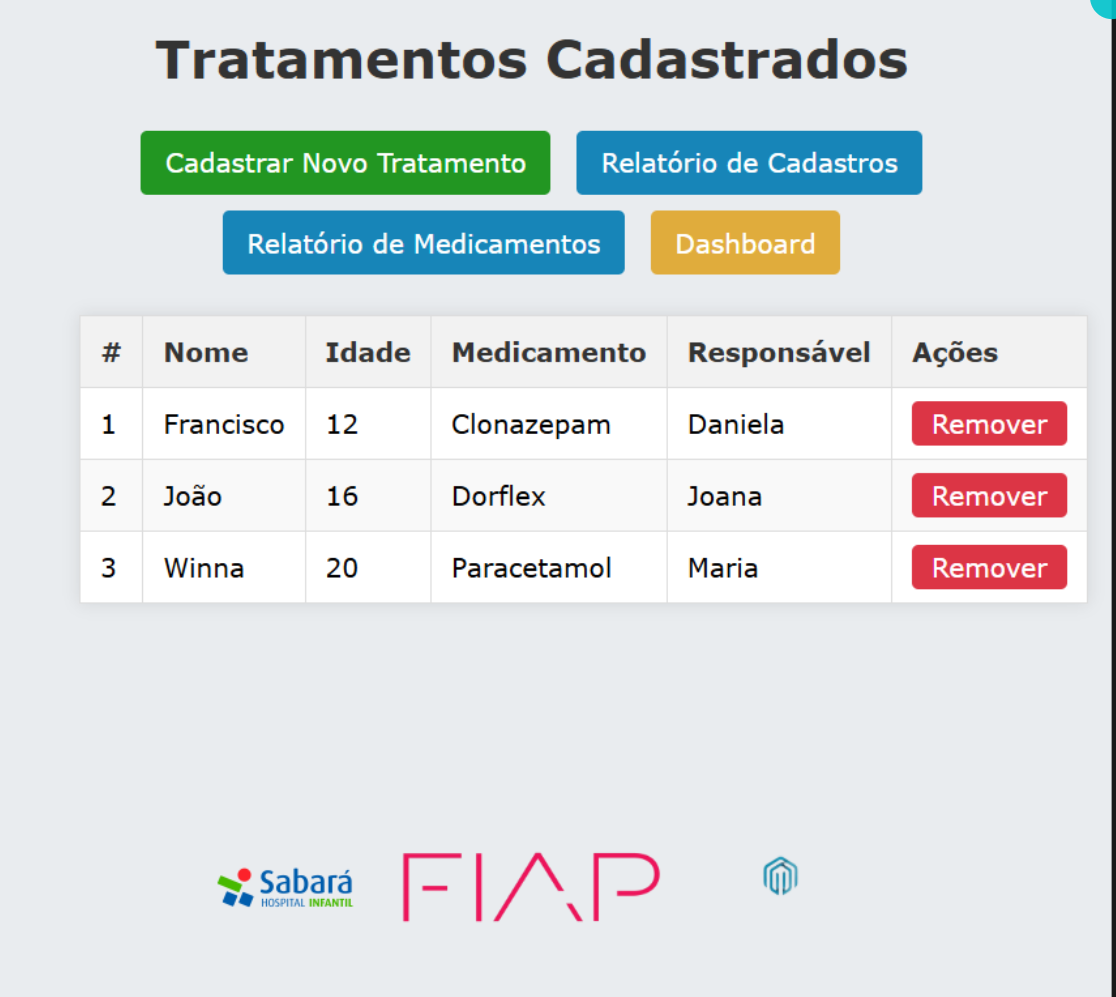 Tratamentos Cadastrados
Cadastrar Novo Tratamento Relatório de Cadastros
Relatório de Medicamentos Dashboard
# Nome Idade Medicamento Responsável Ações
1 Francisco 12 Clonazepam Daniela Remover
2 João 16 Dorflex Joana Remover
3 Winna 20 Paracetamol Maria Remover
Sabará
HOSPITAL INFANTIL
FIAP